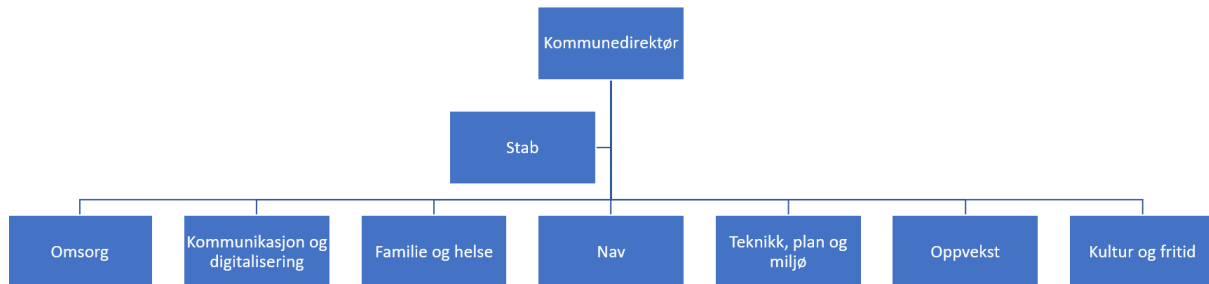 Kommunedirektør
Stab
Omsorg
Kommunikasjon og
digitalisering
Familie og helse
Nav
Teknikk, plan og
miljø
Oppvekst
Kultur og fritid